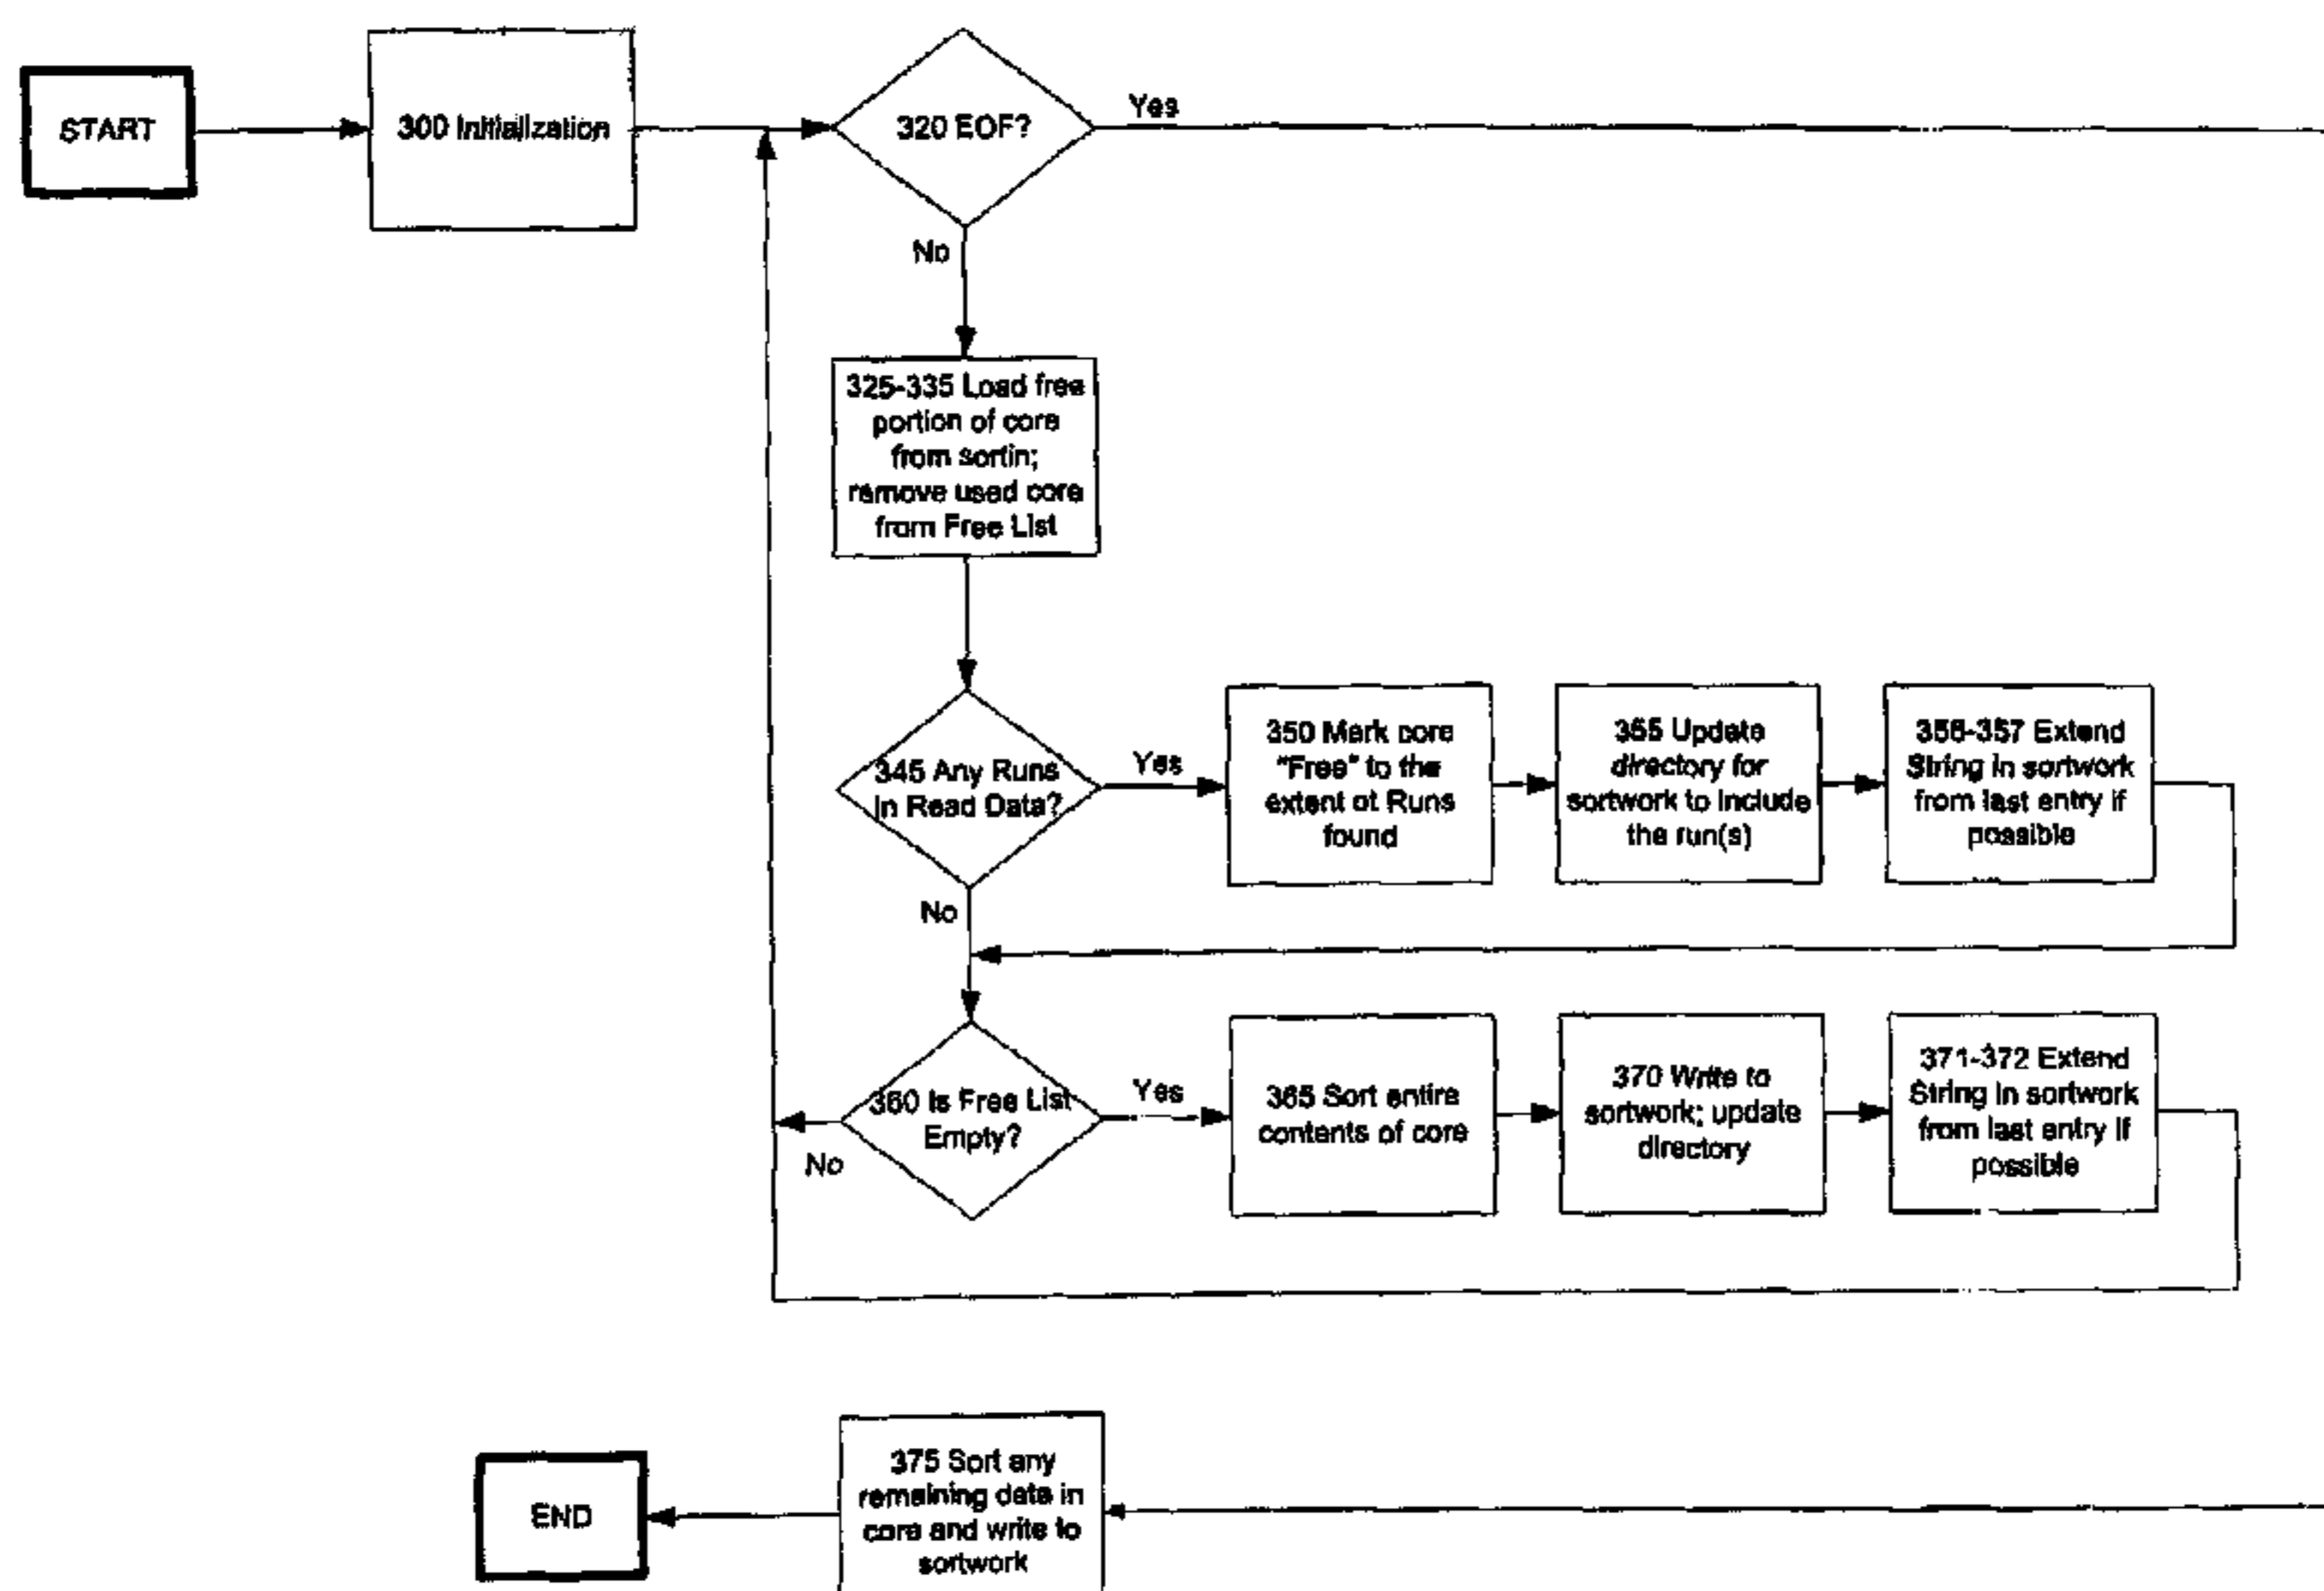 START
300 Initialization
320 EOF?
Yes
No
325-335 Load free
portion of core
from sortin;
remove used core
from Free List
345 Any Runs
in Read Data?
Yes
No
350 Mark core
"Free" to the
extent of Runs
found
355 Update
directory for
sortwork to include
the run(s)
356-357 Extend
String in sortwork
from last entry if
possible
360 Is Free List
Empty?
Yes
No
365 Sort entire
contents of core
370 Write to
sortwork; update
directory
371-372 Extend
String in sortwork
from last entry if
possible
375 Sort any
remaining data in
core and write to
sortwork
END